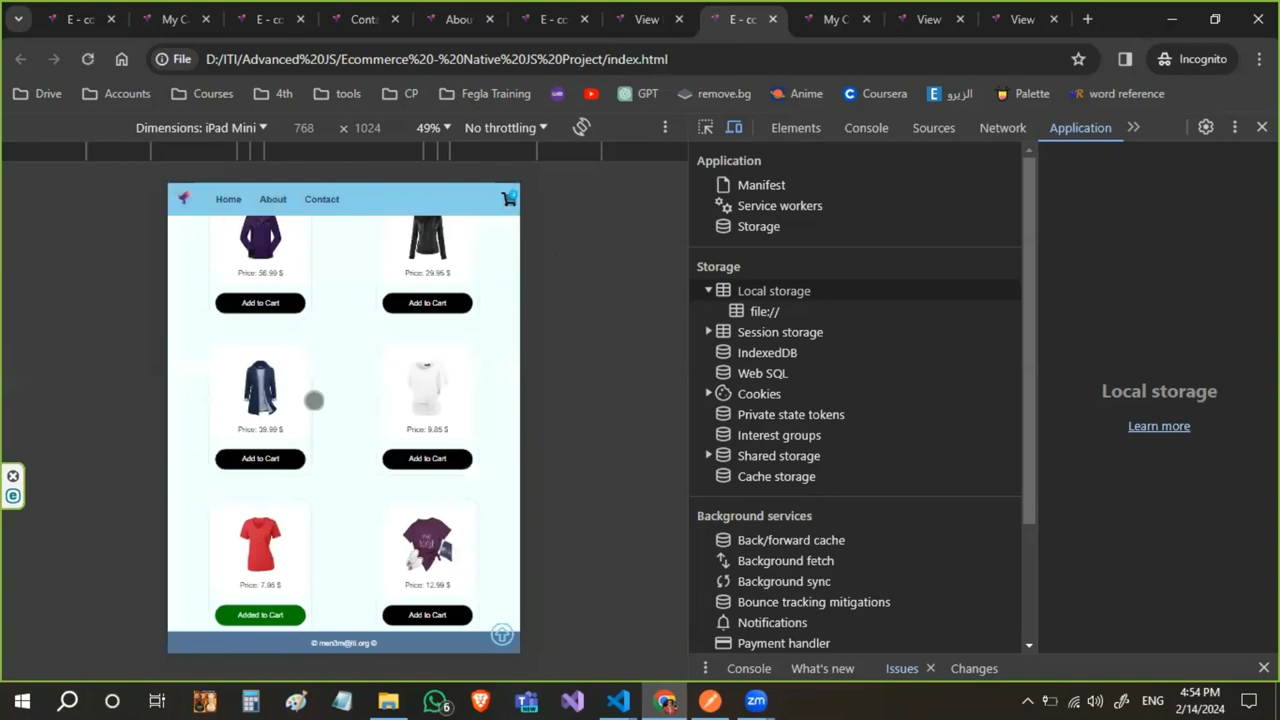 E - cc
My C
E - cc
Cont
Abou
E - cc
View
E - cc
My C
View
View
File
D:/ITI/Advanced%20JS/Ecommerce%20-%20Native%20JS%20Project/index.html
Incognito
Drive
Accounts
Courses
4th
tools
CP
Fegla Training
GPT
remove.bg
Anime
Coursera
الزيرو
Palette
word reference
Dimensions: iPad Mini
768 × 1024
49%
No throttling
Elements
Console
Sources
Network
Application
Home
About
Contact
Price: 56.99 $
Price: 29.95 $
Add to Cart
Add to Cart
Price: 39.99 $
Price: 9.85 $
Add to Cart
Add to Cart
Price: 7.95 $
Price: 12.99 $
Added to Cart
Add to Cart
© men3m@iti.org ©
Application
Manifest
Service workers
Storage
Storage
Local storage
file://
Session storage
IndexedDB
Web SQL
Cookies
Private state tokens
Interest groups
Shared storage
Cache storage
Background services
Back/forward cache
Background fetch
Background sync
Bounce tracking mitigations
Notifications
Payment handler
Local storage
Learn more
Console
What's new
Issues
Changes
6
zm
ENG
4:54 PM
2/14/2024